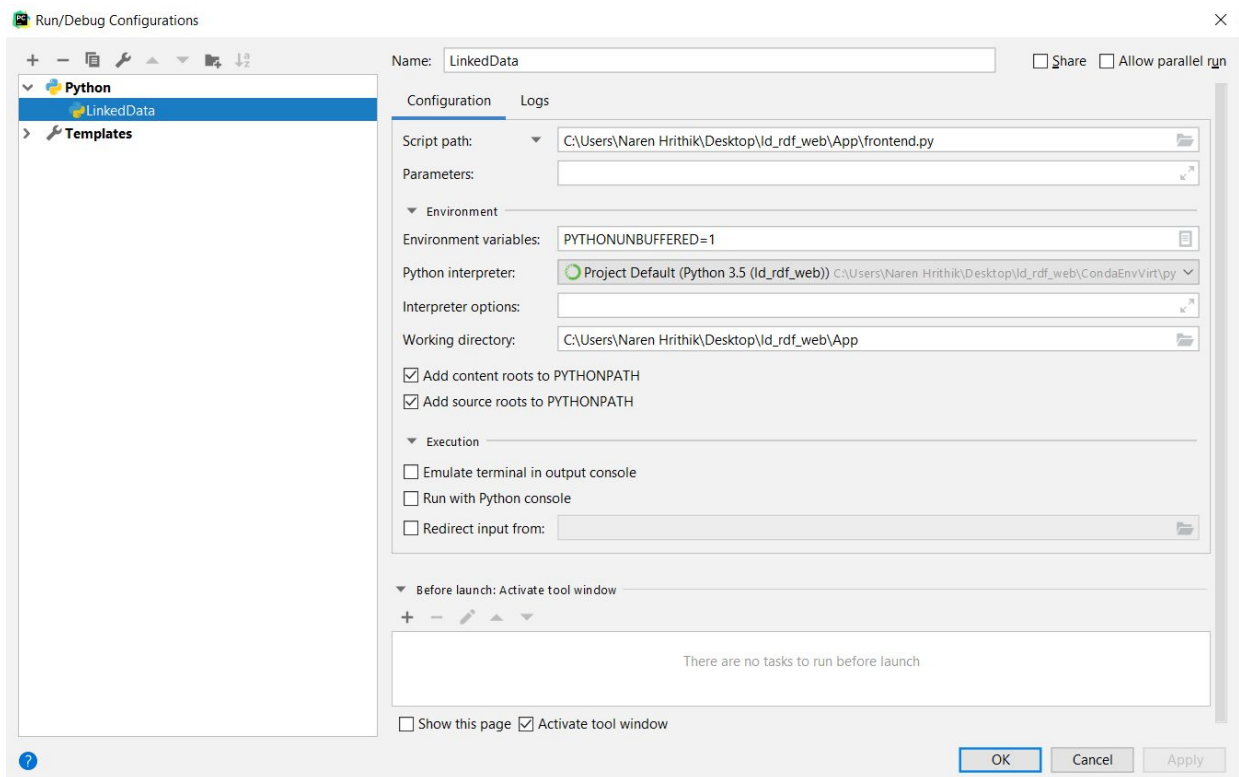 PC
Run/Debug Configurations
Python
LinkedData
Templates
Name: LinkedData
Share Allow parallel run
Configuration Logs
Script path: C:\Users\Naren Hrithik\Desktop\ld_rdf_web\App\frontend.py
Parameters:
Environment
Environment variables: PYTHONUNBUFFERED=1
Python interpreter: Project Default (Python 3.5 (ld_rdf_web)) C:\Users\Naren Hrithik\Desktop\ld_rdf_web\CondaEnvVirt\py
Interpreter options:
Working directory: C:\Users\Naren Hrithik\Desktop\ld_rdf_web\App
Add content roots to PYTHONPATH
Add source roots to PYTHONPATH
Execution
Emulate terminal in output console
Run with Python console
Redirect input from:
Before launch: Activate tool window
There are no tasks to run before launch
Show this page Activate tool window
? OK Cancel Apply